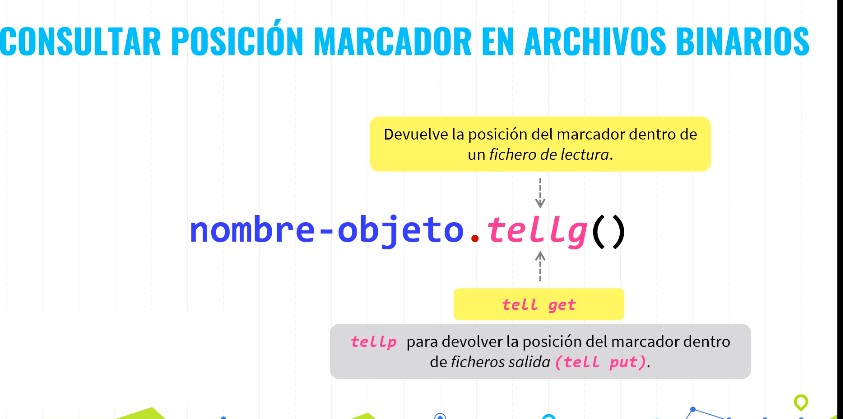 CONSULTAR POSICIÓN MARCADOR EN ARCHIVOS BINARIOS
Devuelve la posición del marcador dentro de
un fichero de lectura.
nombre-objeto.tellg()
tell get
tellp para devolver la posición del marcador dentro
de ficheros salida (tell put).